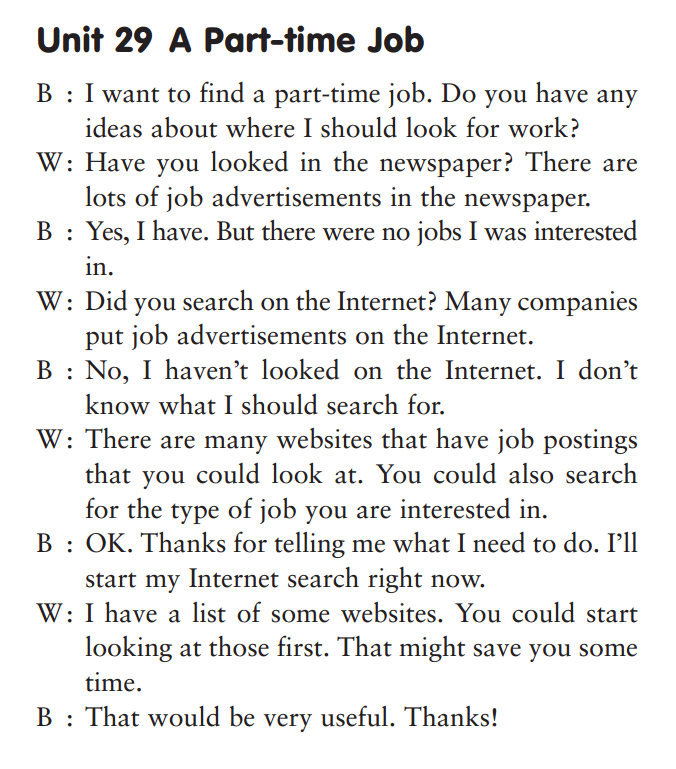 Unit 29 A Part-time Job
B : I want to find a part-time job. Do you have any
ideas about where I should look for work?
W: Have you looked in the newspaper? There are
lots of job advertisements in the newspaper.
B : Yes, I have. But there were no jobs I was interested
in.
W: Did you search on the Internet? Many companies
put job advertisements on the Internet.
B : No, I haven’t looked on the Internet. I don’t
know what I should search for.
W: There are many websites that have job postings
that you could look at. You could also search
for the type of job you are interested in.
B : OK. Thanks for telling me what I need to do. I’ll
start my Internet search right now.
W: I have a list of some websites. You could start
looking at those first. That might save you some
time.
B : That would be very useful. Thanks!